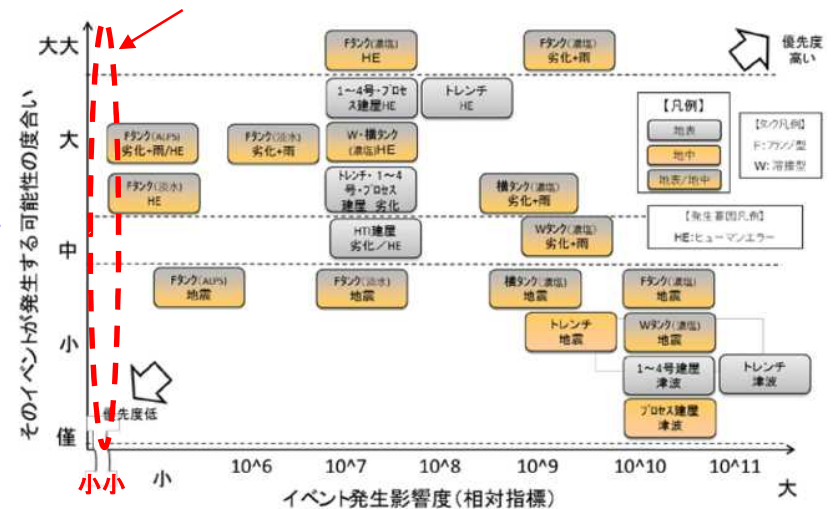 大大
Fタンク(濃塩)
HE
Fタンク(濃塩)
劣化+雨
優先度
高い
1～4号・プロセ
ス建屋HE
トレンチ
HE
【凡例】
地表
地中
地表/地中
【タンク凡例】
F:フランジ型
W:溶接型
大
Fタンク(ALPS)
劣化+雨/HE
Fタンク(淡水)
劣化+雨
W・横タンク
(濃塩)HE
Fタンク(淡水)
HE
トレンチ・1～4
号・プロセス
建屋 劣化
横タンク(濃塩)
劣化+雨
【発生要因凡例】
HE:ヒューマンエラー
中
HTI建屋
劣化/HE
Wタンク(濃塩)
劣化+雨
Fタンク(ALPS)
地震
Fタンク(淡水)
地震
横タンク(濃塩)
地震
Fタンク(濃塩)
地震
小
トレンチ
地震
Wタンク(濃塩)
地震
1～4号建屋
津波
トレンチ
津波
優先度低
プロセス建屋
津波
僅
そのイベントが発生する可能性の度合い
小小
小
10^6
10^7
10^8
10^9
10^10
10^11
大
イベント発生影響度(相対指標)